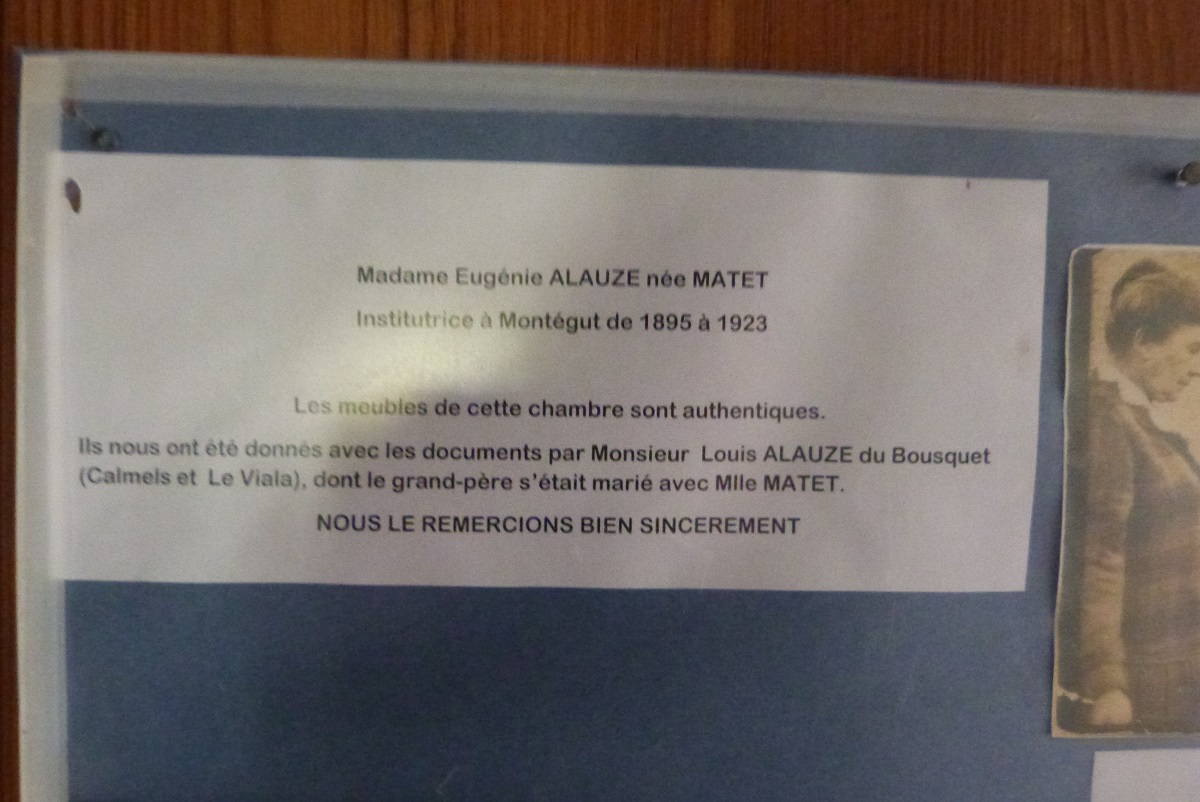 Madame Eugénie ALAUZE née MATET
Institutrice à Montégut de 1895 à 1923
Les meubles de cette chambre sont authentiques.
Ils nous ont été donnés avec les documents par Monsieur Louis ALAUZE du Bousquet
(Calmels et Le Viala), dont le grand-père s'était marié avec Mlle MATET.
NOUS LE REMERCIONS BIEN SINCEREMENT